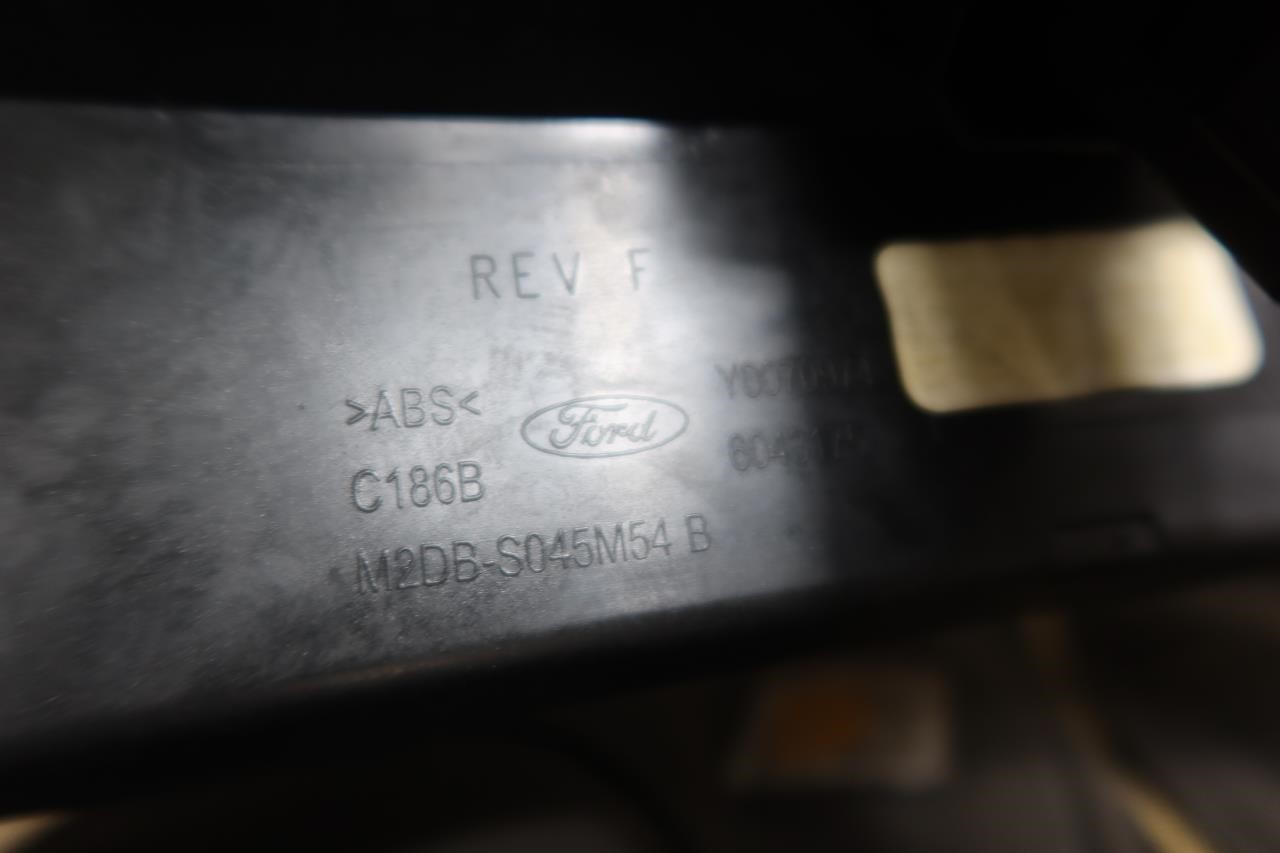 REV F
>ABS<
Ford
C186B
M2DB-S045M54 B